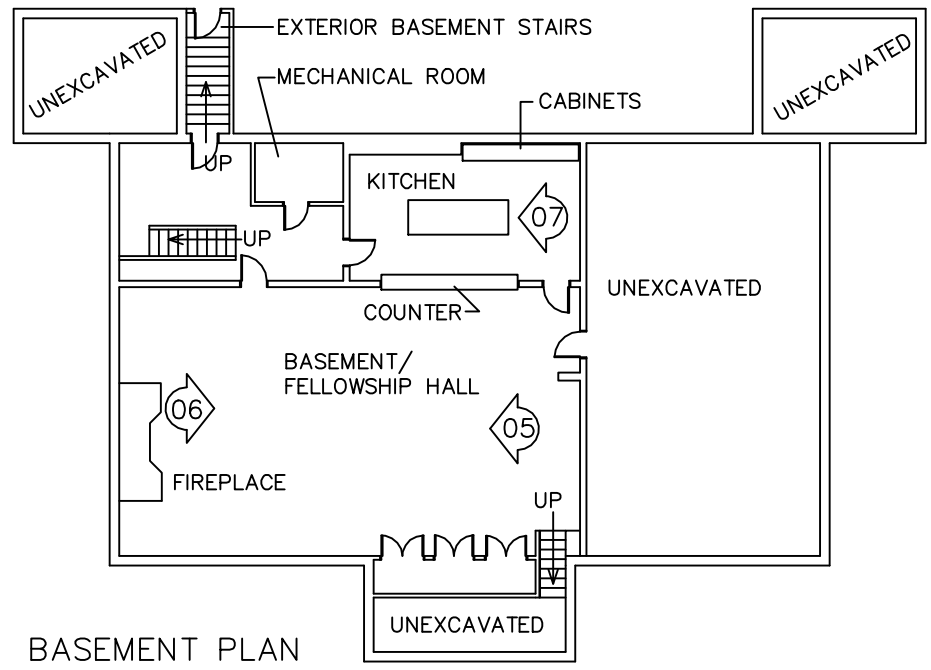 EXTERIOR BASEMENT STAIRS
UNEXCAVATED
UNEXCAVATED
MECHANICAL ROOM
CABINETS
UP
KITCHEN
07
UP
UNEXCAVATED
COUNTER
BASEMENT/
FELLOWSHIP HALL
06
05
FIREPLACE
UP
UNEXCAVATED
BASEMENT PLAN